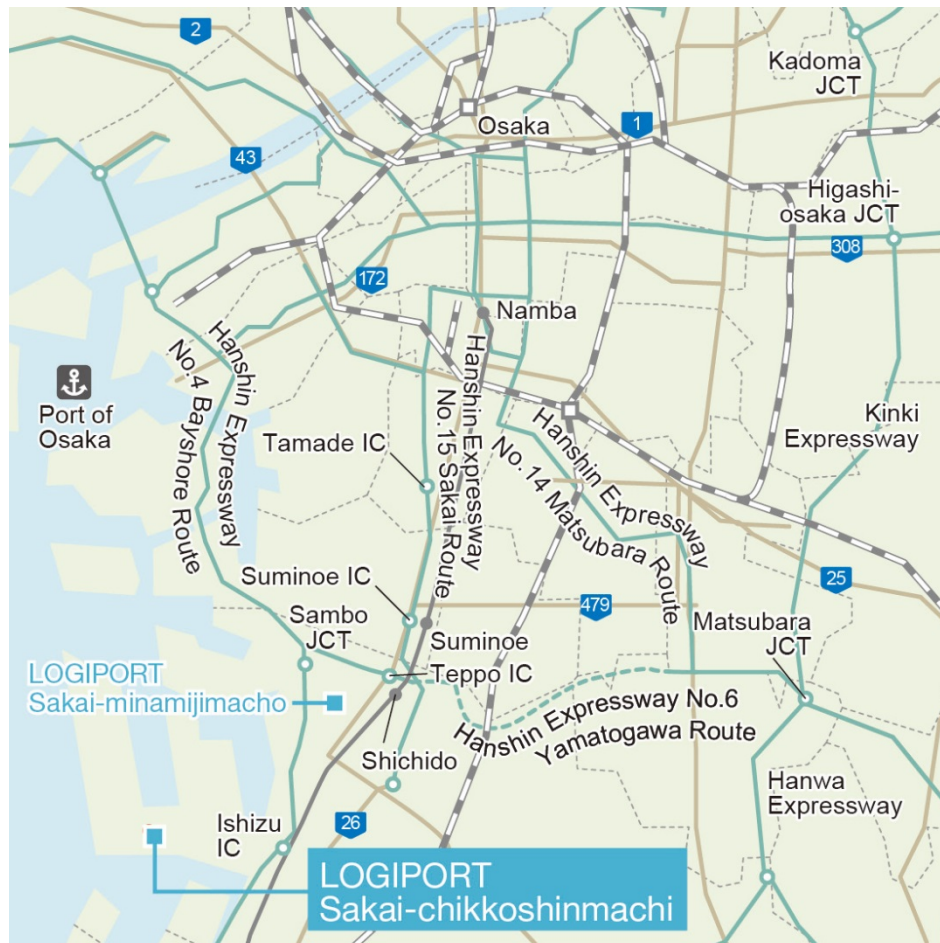 2
Kadoma
JCT
Osaka
1
43
Higashi-
osaka JCT
308
172
Namba
Hanshin Expressway
No.4 Bayshore Route
Port of
Osaka
Hanshin Expressway
No.15 Sakai Route
Kinki
Expressway
Tamade IC
Hanshin Expressway
No.14 Matsubara Route
25
Suminoe IC
479
Sambo
JCT
Suminoe
Matsubara
JCT
LOGIPORT
Sakai-minamijimacho
Teppo IC
Hanshin Expressway No.6
Yamatogawa Route
Shichido
Hanwa
Expressway
Ishizu
IC
26
LOGIPORT
Sakai-chikkoshinmachi